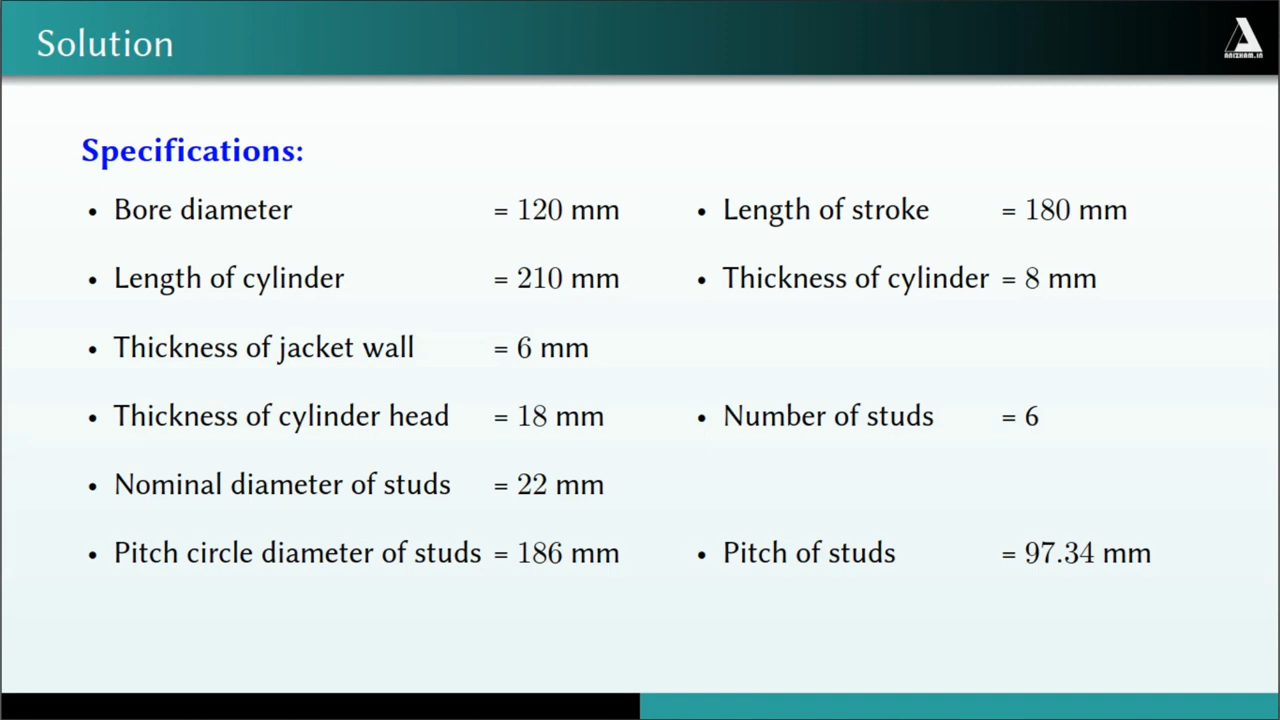 Solution
ANIZHAM.IN
Specifications:
• Bore diameter = 120 mm • Length of stroke = 180 mm
• Length of cylinder = 210 mm • Thickness of cylinder = 8 mm
• Thickness of jacket wall = 6 mm
• Thickness of cylinder head = 18 mm • Number of studs = 6
• Nominal diameter of studs = 22 mm
• Pitch circle diameter of studs = 186 mm • Pitch of studs = 97.34 mm